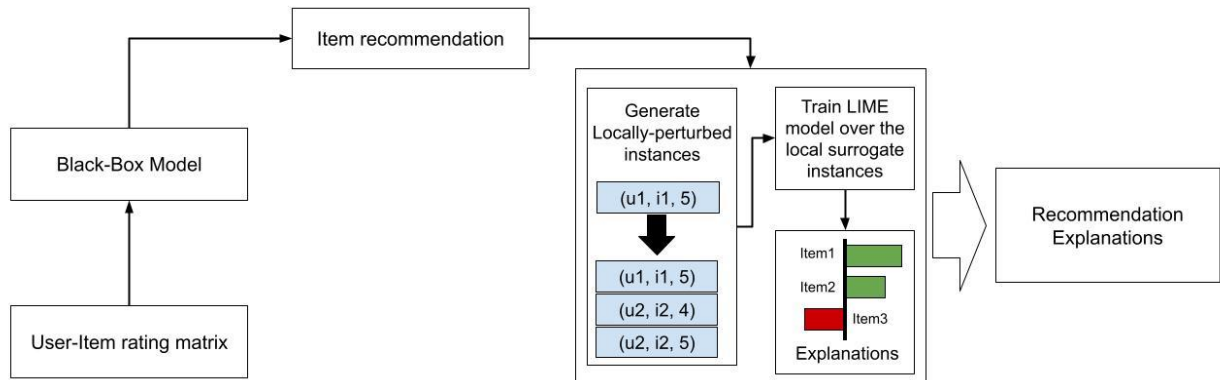 Item recommendation
Black-Box Model
User-Item rating matrix
Generate
Locally-perturbed
instances
(u1, i1, 5)
(u1, i1, 5)
(u2, i2, 4)
(u2, i2, 5)
Train LIME
model over the
local surrogate
instances
Item1
Item2
Item3
Explanations
Recommendation
Explanations